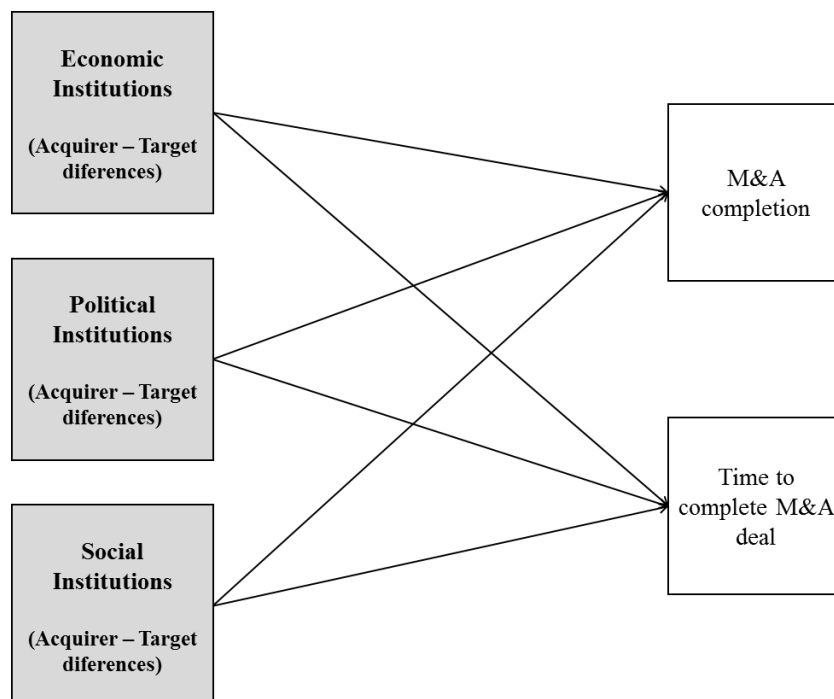 Economic
Institutions
(Acquirer – Target
diferences)
Political
Institutions
(Acquirer – Target
diferences)
Social
Institutions
(Acquirer – Target
diferences)
M&A
completion
Time to
complete M&A
deal